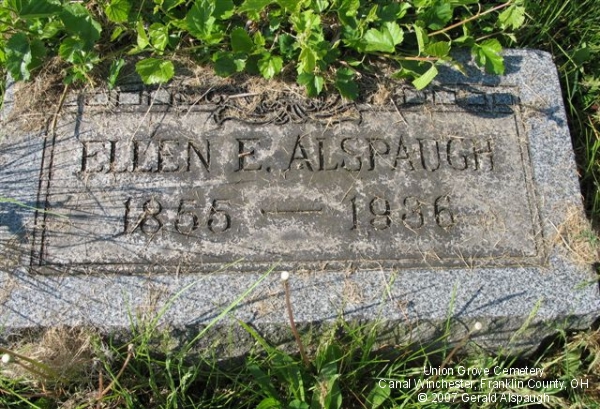 ELLEN E. ALSPAUGH
1855 — 1936
Union Grove Cemetery
Canal Winchester, Franklin County, OH
© 2007 Gerald Alspaugh